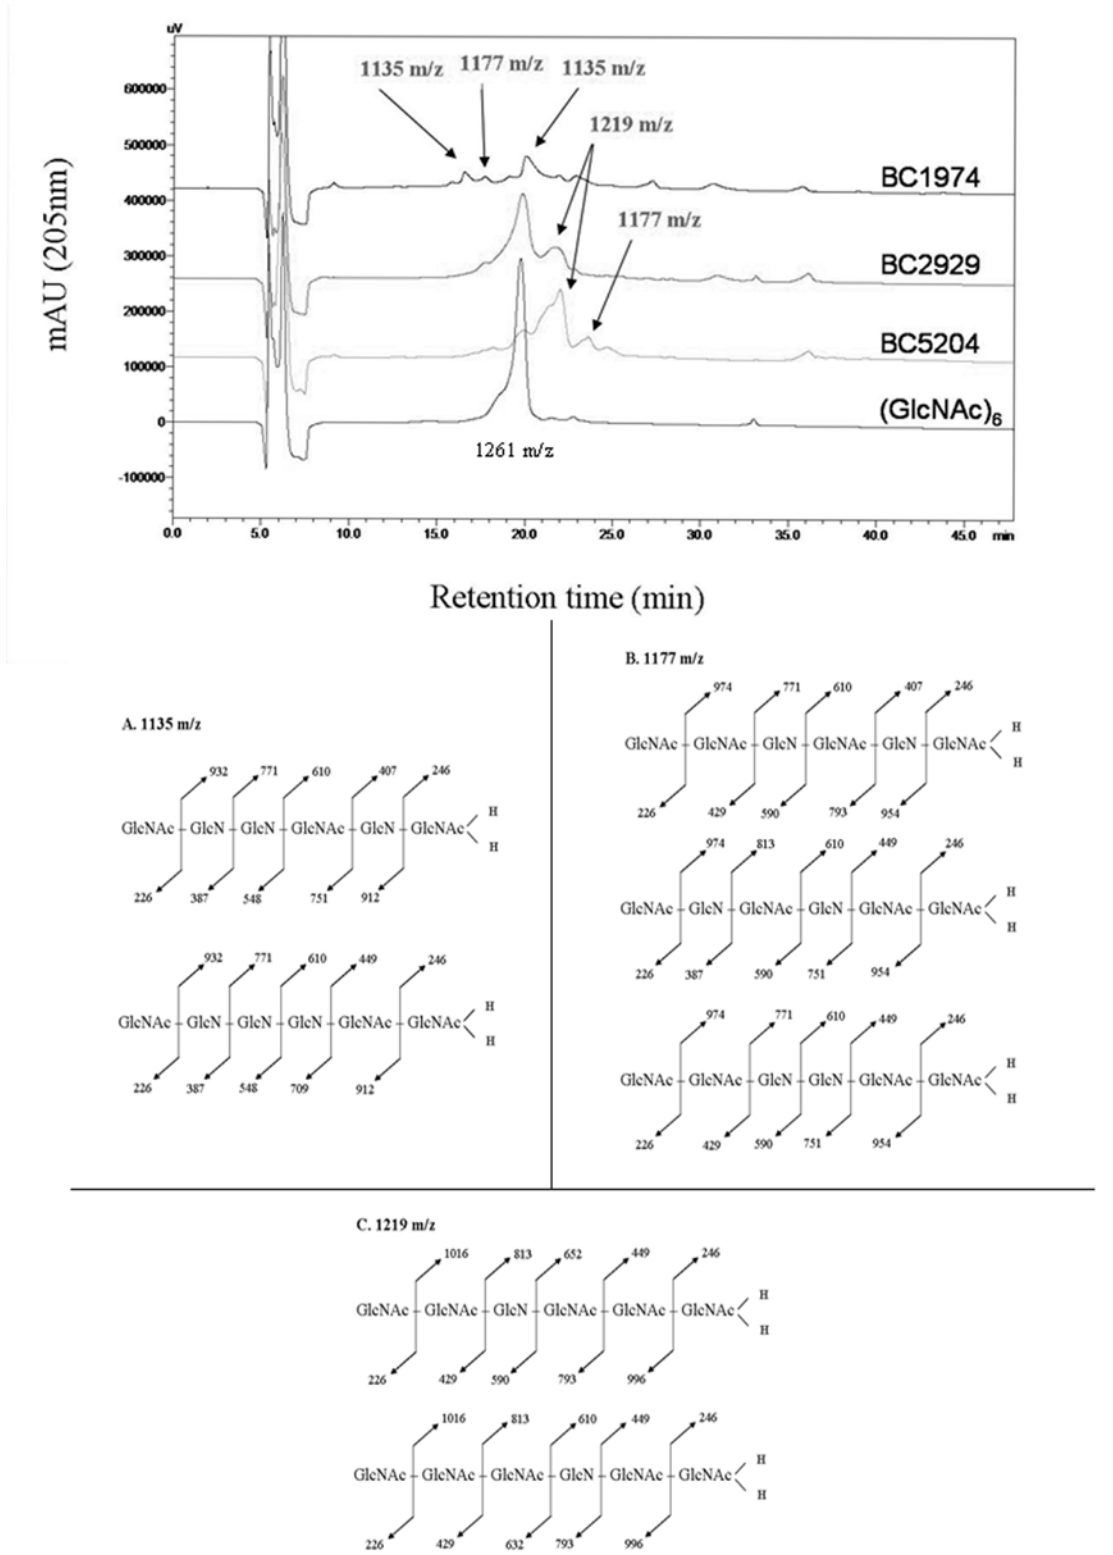 uV
1135 m/z 1177 m/z 1135 m/z
600000
500000
1219 m/z
BC1974
400000
1177 m/z
300000
BC2929
mAU (205nm)
200000
BC5204
100000
(GlcNAc)6
0
1261 m/z
-100000
0.0 5.0 10.0 15.0 20.0 25.0 30.0 35.0 40.0 45.0 min
Retention time (min)
A. 1135 m/z
932 771 610 407 246
GlcNAc GlcN GlcN GlcNAc GlcN GlcNAc H H
226 387 548 751 912
932 771 610 449 246
GlcNAc GlcN GlcN GlcN GlcNAc GlcNAc H H
226 387 548 709 912
B. 1177 m/z
974 771 610 407 246
GlcNAc GlcNAc GlcN GlcNAc GlcN GlcNAc H H
226 429 590 793 954
974 813 610 449 246
GlcNAc GlcN GlcNAc GlcN GlcNAc GlcNAc H H
226 387 590 751 954
974 771 610 449 246
GlcNAc GlcNAc GlcN GlcN GlcNAc GlcNAc H H
226 429 590 751 954
C. 1219 m/z
1016 813 652 449 246
GlcNAc GlcNAc GlcN GlcNAc GlcNAc GlcNAc H H
226 429 590 793 996
1016 813 610 449 246
GlcNAc GlcNAc GlcNAc GlcN GlcNAc GlcNAc H H
226 429 632 793 996